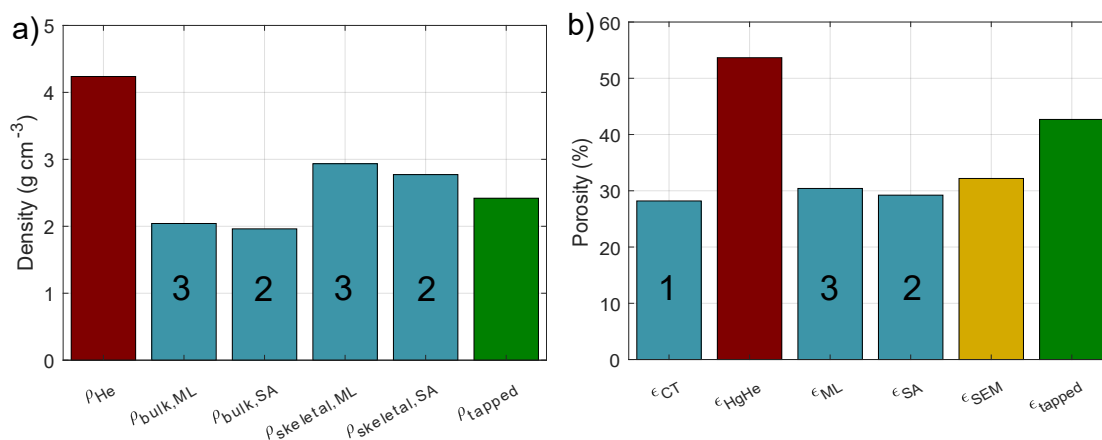 a)
Density (g cm⁻³)
5
4
3
2
1
0
3
2
3
2
ρHe
ρbulk,ML
ρbulk,SA
ρskeletal,ML
ρskeletal,SA
ρtapped
b)
Porosity (%)
60
50
40
30
20
10
0
1
3
2
ϵCT
ϵHgHe
ϵML
ϵSA
ϵSEM
ϵtapped